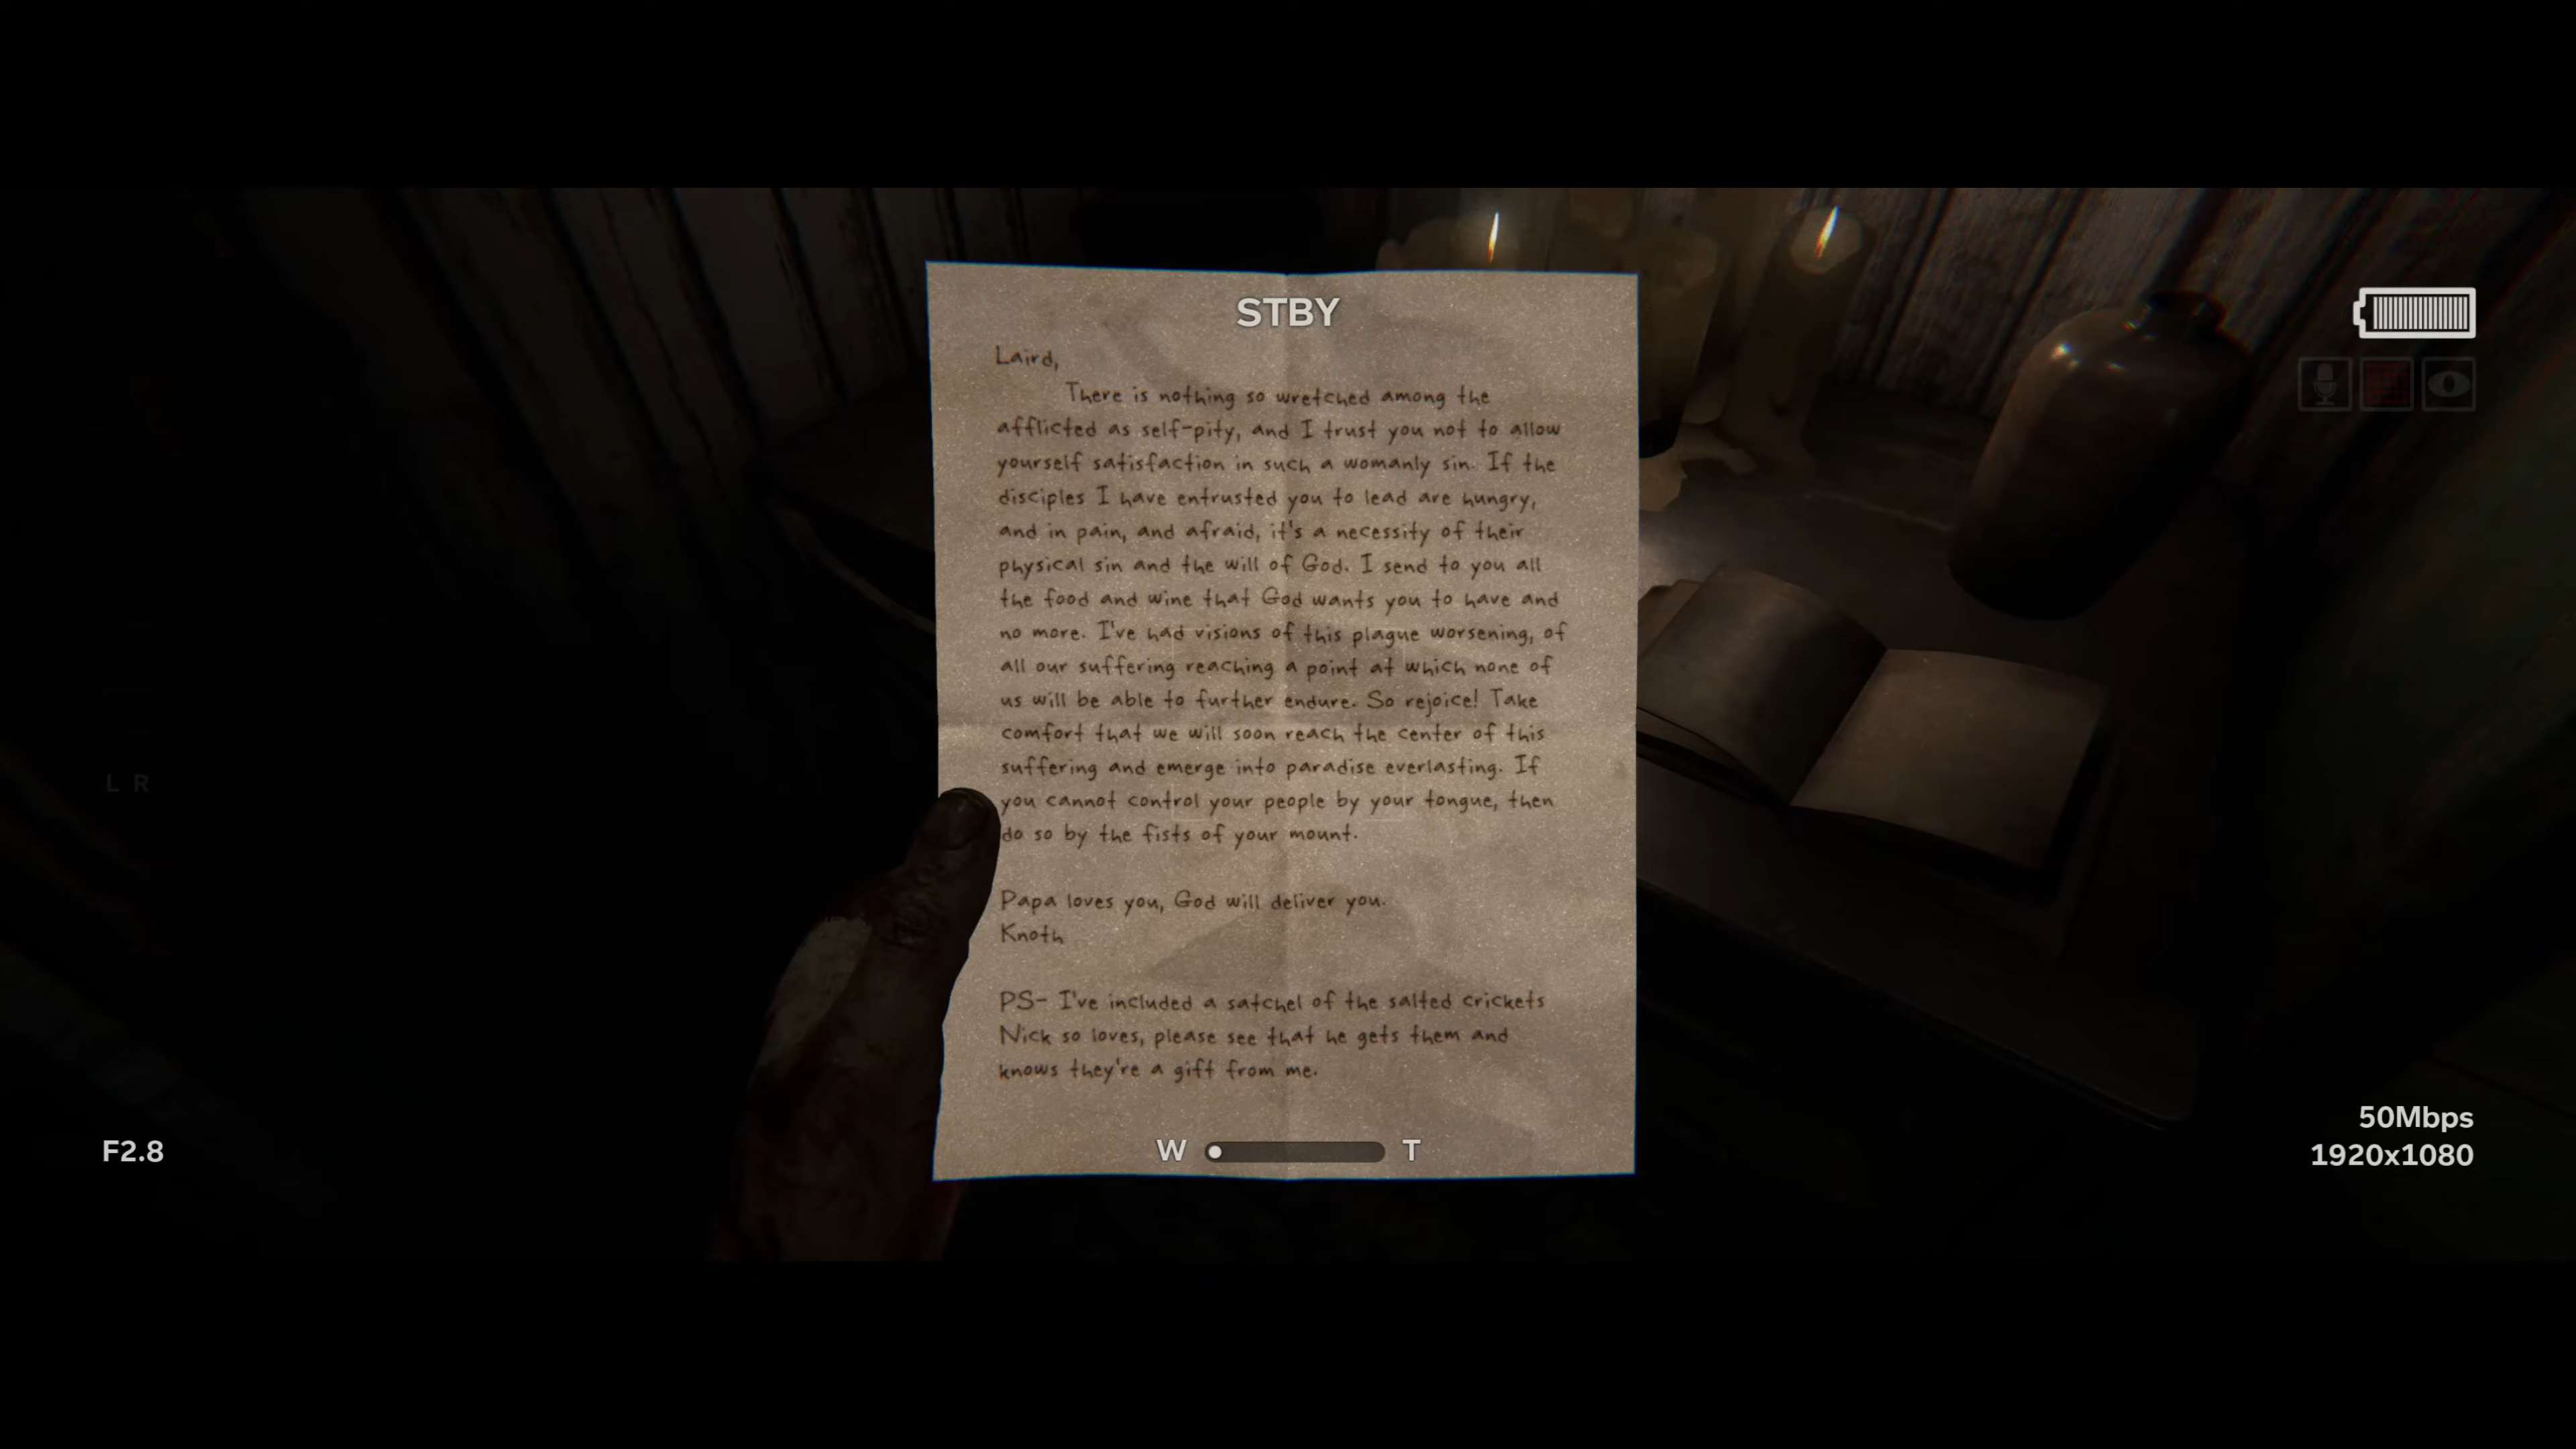 STBY
Laird,
There is nothing so wretched among the
afflicted as self-pity, and I trust you not to allow
yourself satisfaction in such a womanly sin. If the
disciples I have entrusted you to lead are hungry,
and in pain, and afraid, it's a necessity of their
physical sin and the will of God. I send to you all
the food and wine that God wants you to have and
no more. I've had visions of this plague worsening, of
all our suffering reaching a point at which none of
us will be able to further endure. So rejoice! Take
comfort that we will soon reach the center of this
suffering and emerge into paradise everlasting. If
you cannot control your people by your tongue, then
do so by the fists of your mount.
Papa loves you, God will deliver you.
Knoth
PS- I've included a satchel of the salted crickets
Nick so loves, please see that he gets them and
knows they're a gift from me.
L R
F2.8
W T
50Mbps
1920x1080